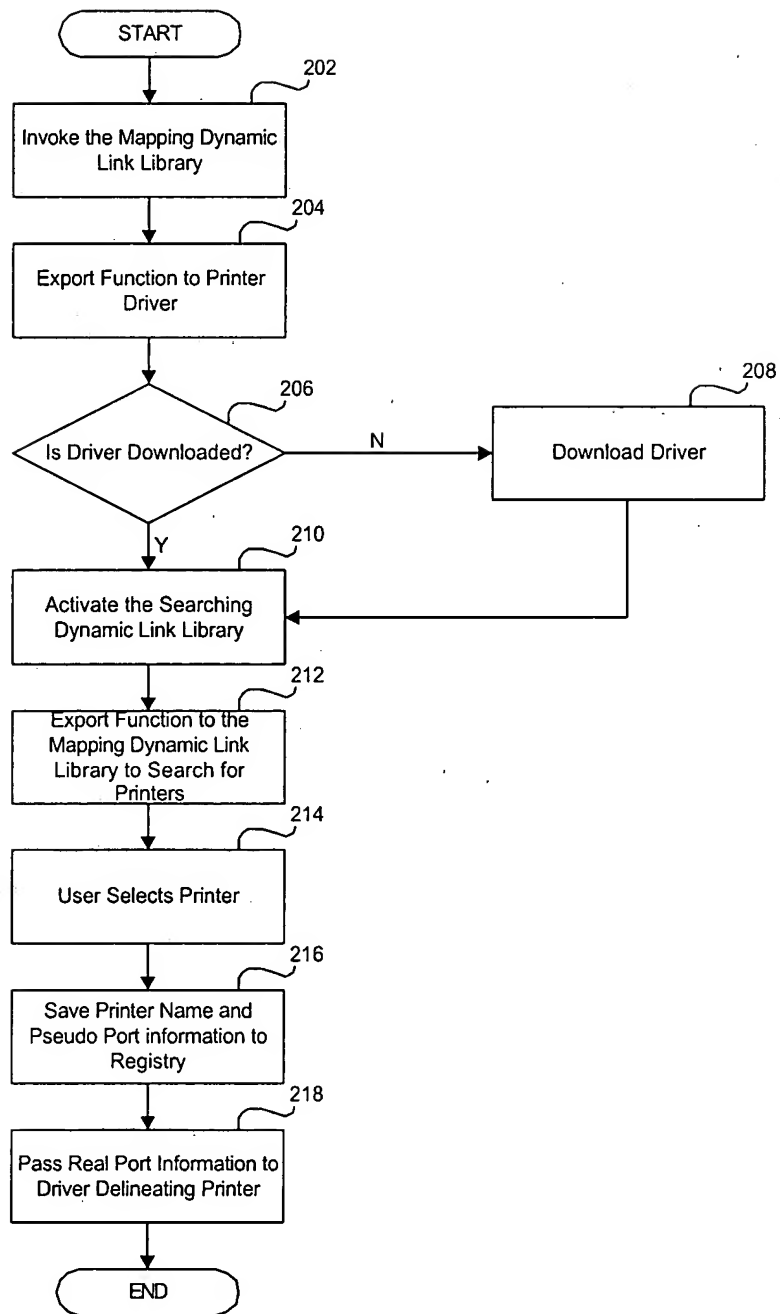 START
202
Invoke the Mapping Dynamic
Link Library
204
Export Function to Printer
Driver
206
Is Driver Downloaded?
N
208
Download Driver
Y
210
Activate the Searching
Dynamic Link Library
212
Export Function to the
Mapping Dynamic Link
Library to Search for
Printers
214
User Selects Printer
216
Save Printer Name and
Pseudo Port information to
Registry
218
Pass Real Port Information to
Driver Delineating Printer
END